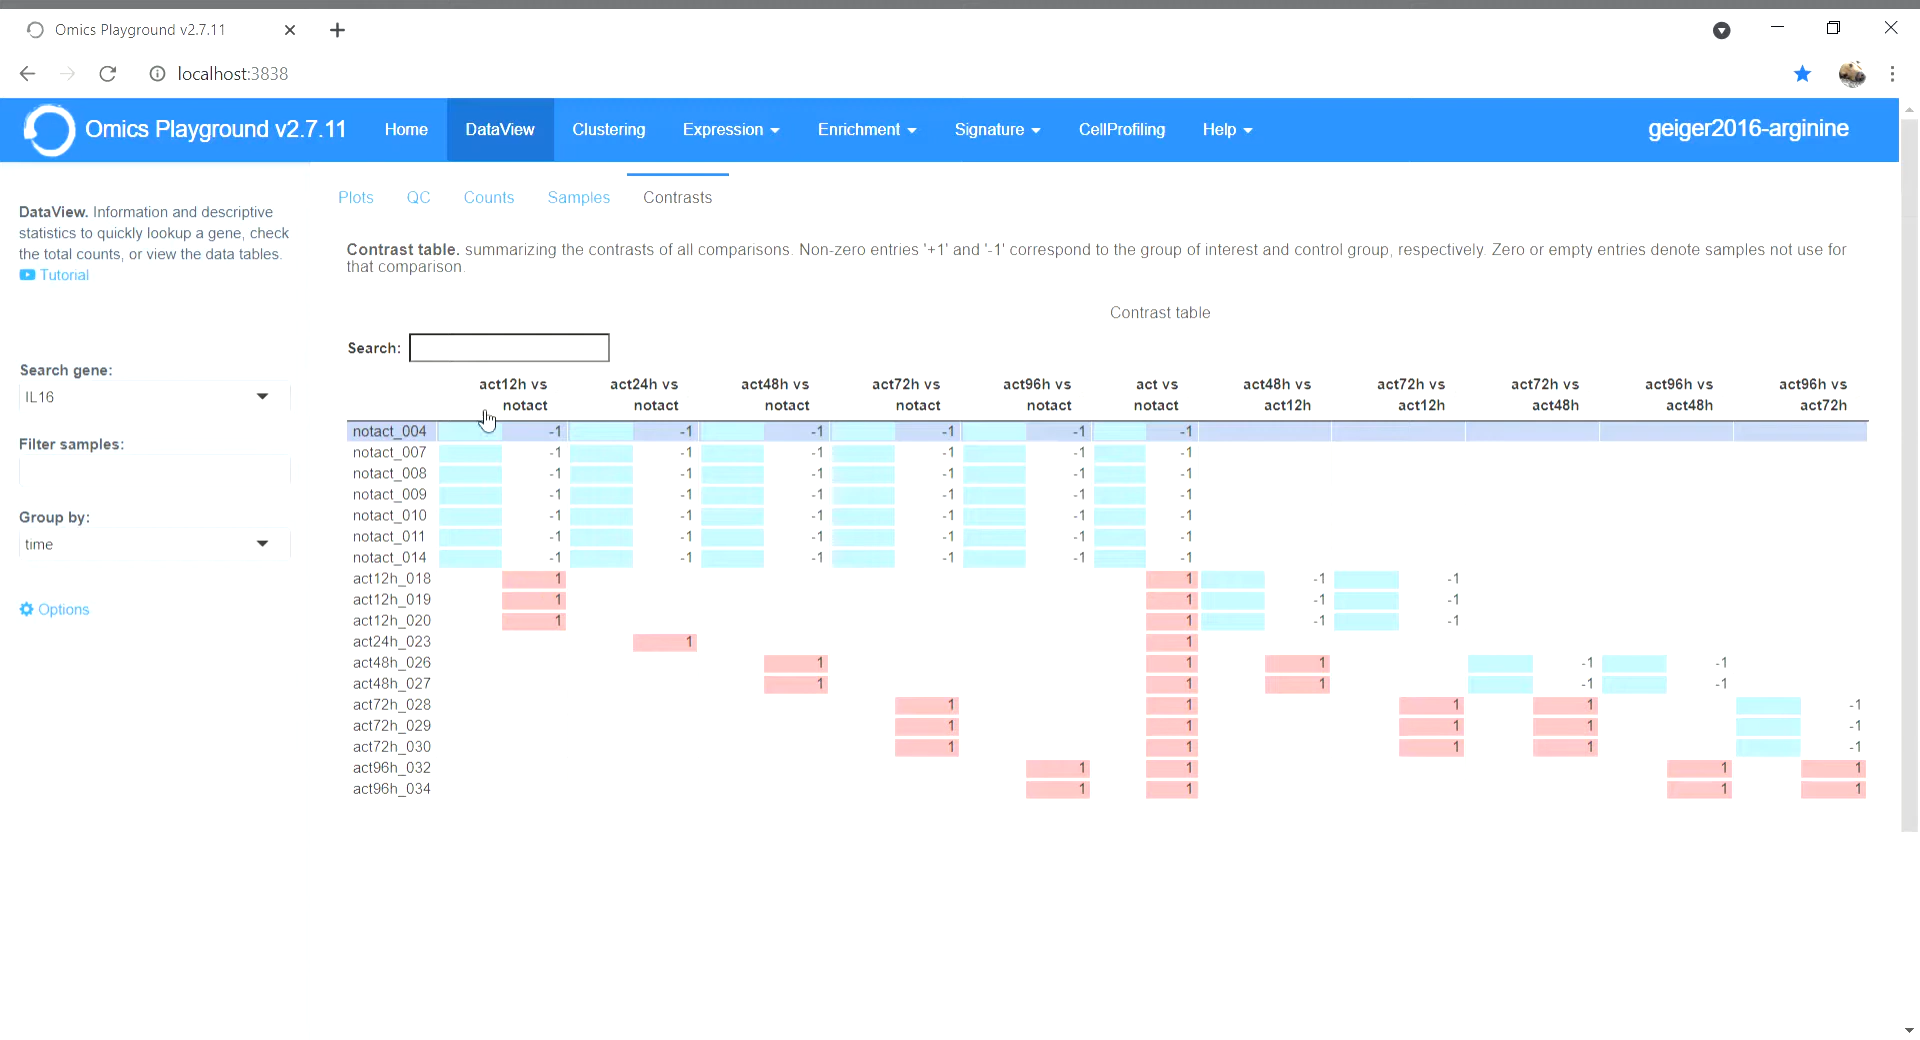 Omics Playground v2.7.11
localhost:3838
Omics Playground v2.7.11 Home DataView Clustering Expression Enrichment Signature CellProfiling Help geiger2016-arginine
Plots QC Counts Samples Contrasts
DataView. Information and descriptive
statistics to quickly lookup a gene, check
the total counts, or view the data tables.
Tutorial
Search gene:
IL16
Filter samples:
Group by:
time
Options
Contrast table. summarizing the contrasts of all comparisons. Non-zero entries '+1' and '-1' correspond to the group of interest and control group, respectively. Zero or empty entries denote samples not use for
that comparison.
Contrast table
Search:
act12h vs act24h vs act48h vs act72h vs act96h vs act vs act48h vs act72h vs act72h vs act96h vs act96h vs
notact notact notact notact notact notact act12h act12h act48h act48h act72h
notact_004 -1 -1 -1 -1 -1 -1
notact_007 -1 -1 -1 -1 -1 -1
notact_008 -1 -1 -1 -1 -1 -1
notact_009 -1 -1 -1 -1 -1 -1
notact_010 -1 -1 -1 -1 -1 -1
notact_011 -1 -1 -1 -1 -1 -1
notact_014 -1 -1 -1 -1 -1 -1
act12h_018 1 1 -1 -1
act12h_019 1 1 -1 -1
act12h_020 1 1 -1 -1
act24h_023 1 1
act48h_026 1 1 1 -1 -1
act48h_027 1 1 1 -1 -1
act72h_028 1 1 1 1 -1
act72h_029 1 1 1 1 -1
act72h_030 1 1 1 1 -1
act96h_032 1 1 1 1
act96h_034 1 1 1 1